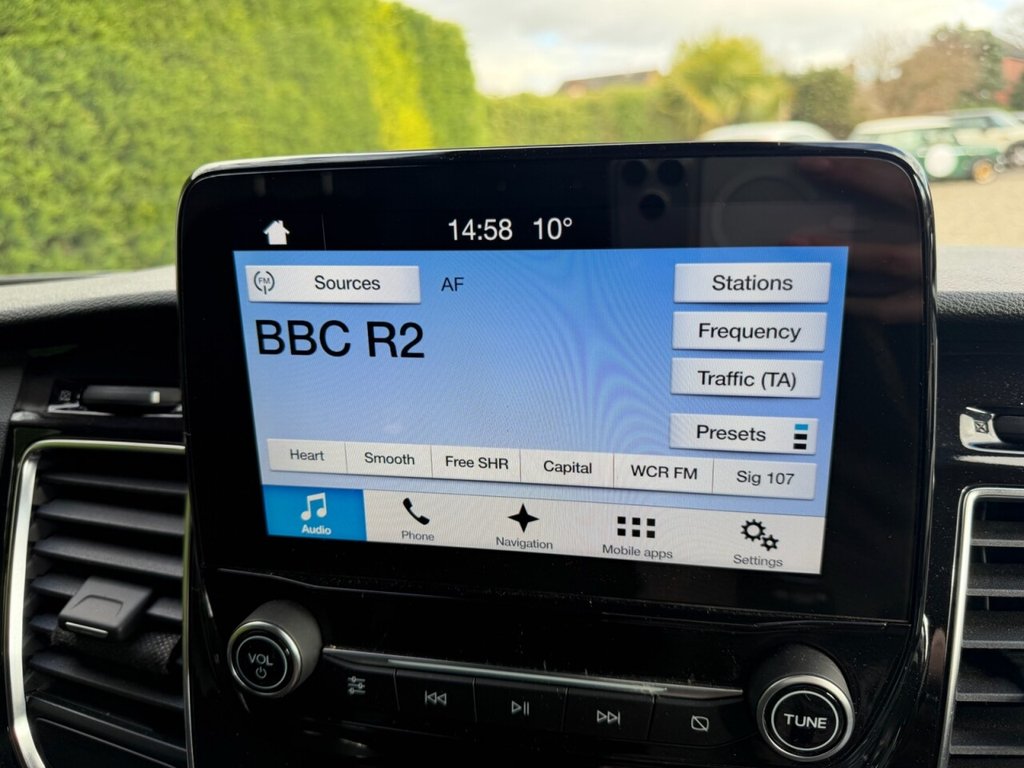 14:58 10°
FM Sources AF Stations
BBC R2
Frequency
Traffic (TA)
Presets
Heart Smooth Free SHR Capital WCR FM Sig 107
Audio Phone Navigation Mobile apps Settings
VOL
TUNE